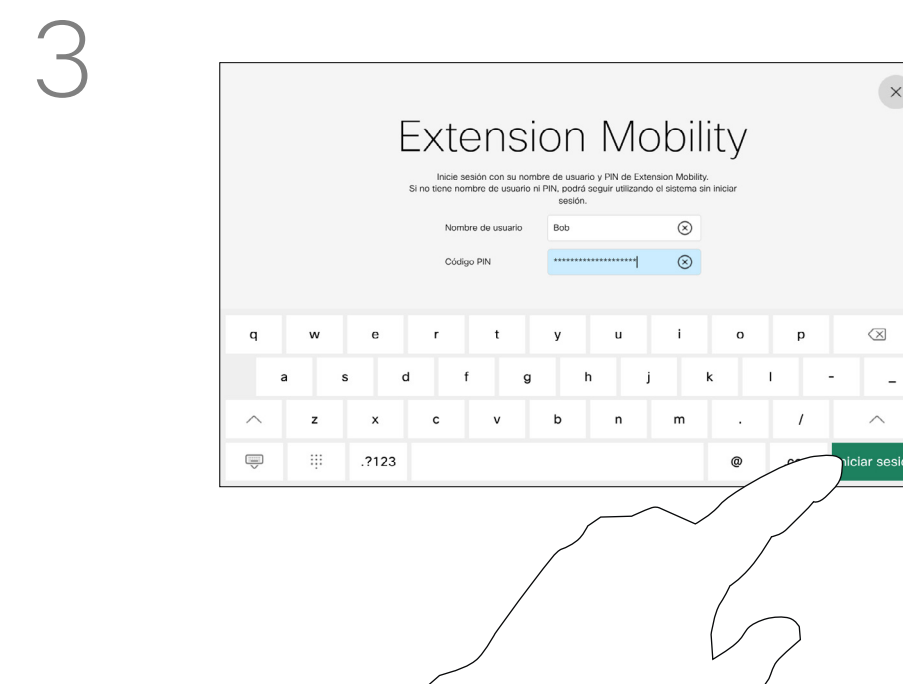 3
Extension Mobility
Inicie sesión con su nombre de usuario y PIN de Extension Mobility.
Si no tiene nombre de usuario ni PIN, podrá seguir utilizando el sistema sin iniciar
sesión.
Nombre de usuario Bob
Código PIN ********************
q w e r t y u i o p
a s d f g h j k l - _
z x c v b n m . /
.?123 @